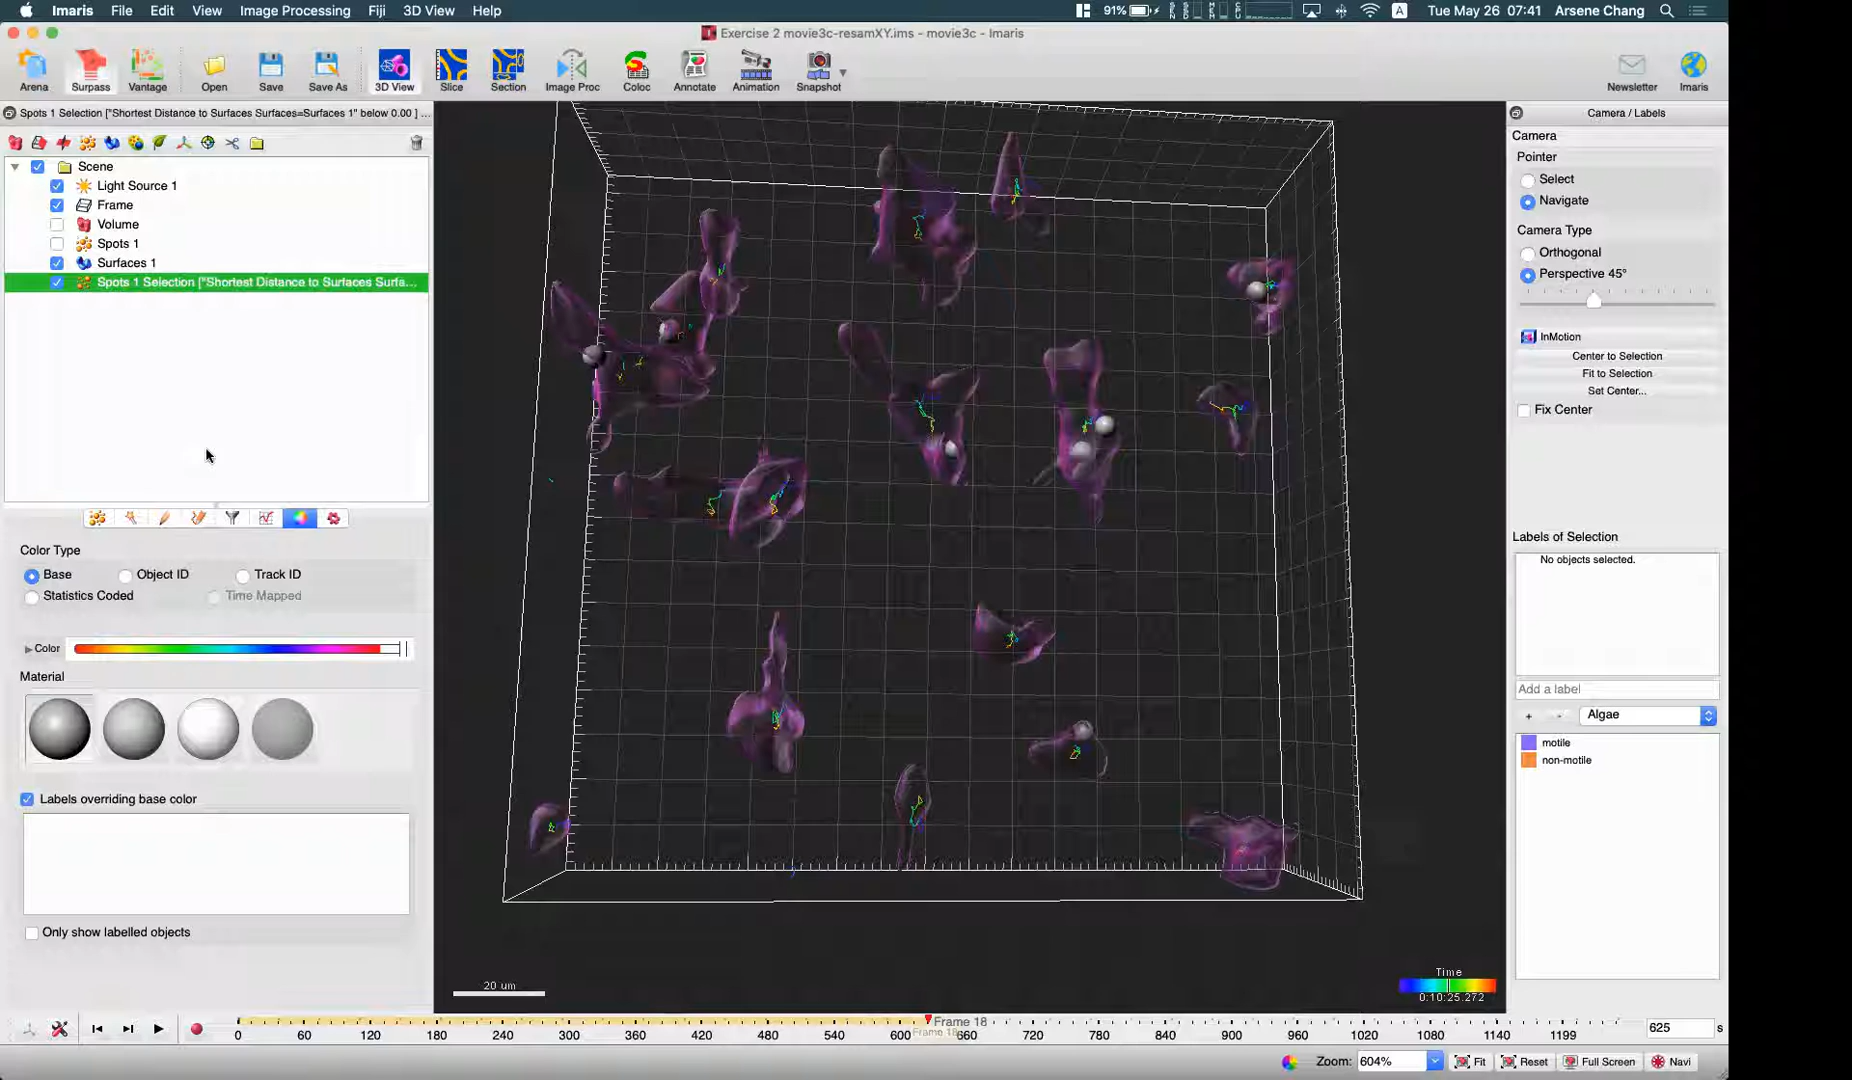 Imaris File Edit View Image Processing Fiji 3D View Help 91% A Tue May 26 07:41 Arsene Chang
Exercise 2 movie3c-resamXY.ims - movie3c - Imaris
Arena Surpass Vantage Open Save Save As 3D View Slice Section Image Proc Coloc Annotate Animation Snapshot Newsletter Imaris
Spots 1 Selection ["Shortest Distance to Surfaces Surfaces=Surfaces 1" below 0.00 ] ...
Scene
Light Source 1
Frame
Volume
Spots 1
Surfaces 1
Spots 1 Selection ["Shortest Distance to Surfaces Surfa...
Color Type
Base Object ID Track ID
Statistics Coded Time Mapped
Color
Material
Labels overriding base color
Only show labelled objects
20 um
Time
0:10:25.272
Camera / Labels
Camera
Pointer
Select
Navigate
Camera Type
Orthogonal
Perspective 45°
InMotion
Center to Selection
Fit to Selection
Set Center...
Fix Center
Labels of Selection
No objects selected.
Add a label
+ - Algae
motile
non-motile
Frame 18
0 60 120 180 240 300 360 420 480 540 600 660 720 780 840 900 960 1020 1080 1140 1199
625 s
Zoom: 604% Fit Reset Full Screen Navi